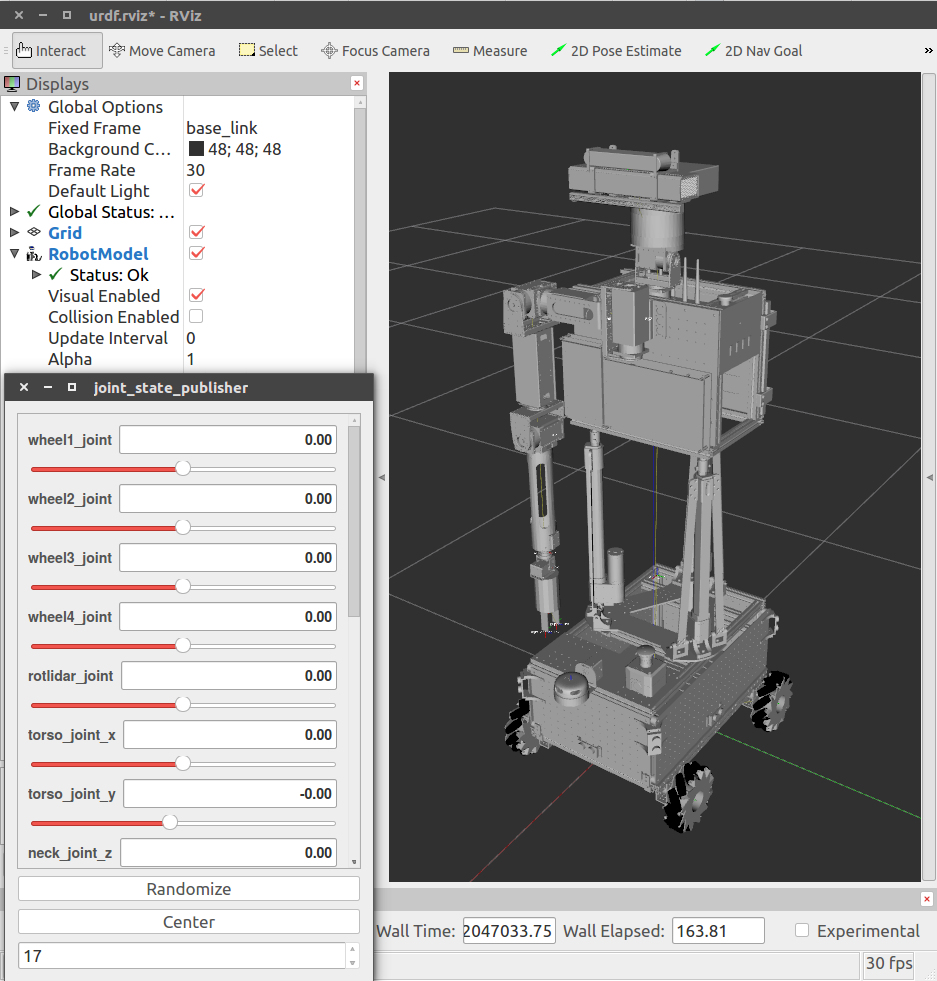 urdf.rviz* - RViz
Interact Move Camera Select Focus Camera Measure 2D Pose Estimate 2D Nav Goal »
Displays
Global Options
Fixed Frame base_link
Background C... 48; 48; 48
Frame Rate 30
Default Light
Global Status: ...
Grid
RobotModel
Status: Ok
Visual Enabled
Collision Enabled
Update Interval 0
Alpha 1
joint_state_publisher
wheel1_joint 0.00
wheel2_joint 0.00
wheel3_joint 0.00
wheel4_joint 0.00
rotlidar_joint 0.00
torso_joint_x 0.00
torso_joint_y -0.00
neck_joint_z 0.00
Randomize
Center
17
Wall Time: 2047033.75 Wall Elapsed: 163.81 Experimental
30 fps